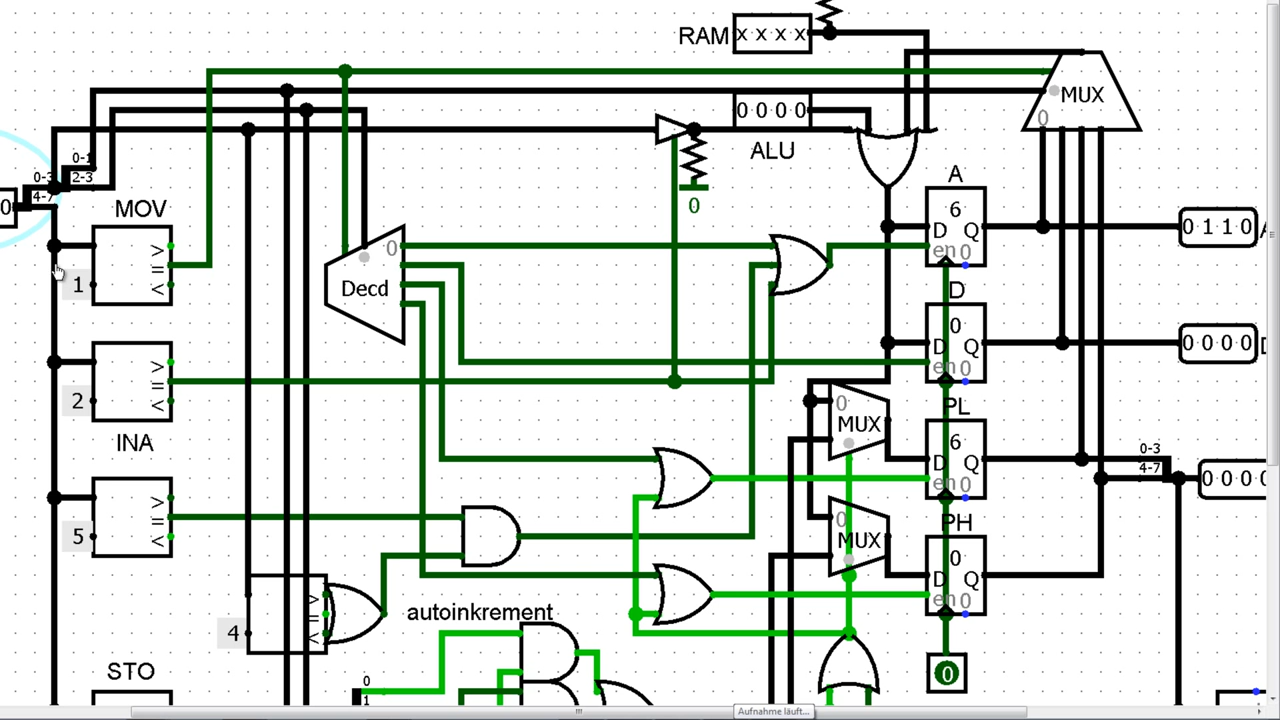 RAM x x x x
MUX
0
0 0 0 0
ALU
0-1
0-3 2-3
4-7
0
MOV
1
0
Decd
0
A
6
D Q
en 0
0 1 1 0
D
0
D Q
en 0
0 0 0 0
2
INA
0
MUX
PL
6
D Q
en 0
0-3
4-7
0 0 0 0
5
0
MUX
PH
0
D Q
en 0
autoinkrement
4
STO
0
1
0
Aufnahme läuft...